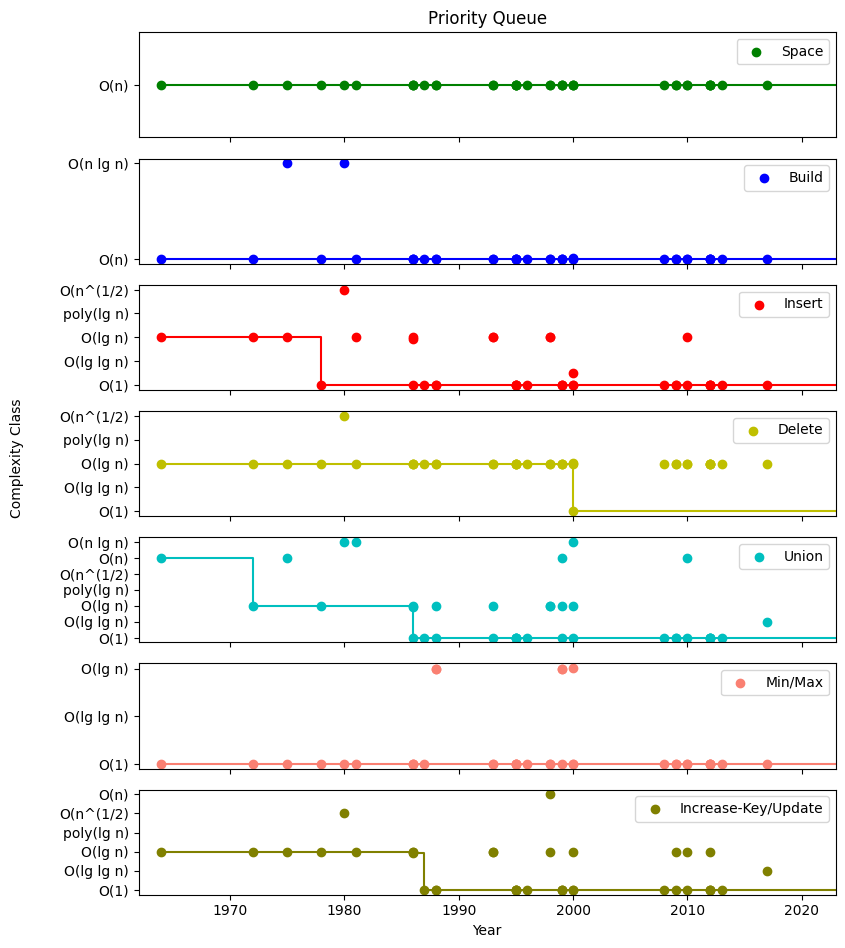 Priority Queue
Space
O(n)
O(n lg n)
Build
O(n)
O(n^(1/2)
Insert
poly(lg n)
O(lg n)
O(lg lg n)
O(1)
Complexity Class
O(n^(1/2)
Delete
poly(lg n)
O(lg n)
O(lg lg n)
O(1)
O(n lg n)
Union
O(n)
O(n^(1/2)
poly(lg n)
O(lg n)
O(lg lg n)
O(1)
O(lg n)
Min/Max
O(lg lg n)
O(1)
O(n)
Increase-Key/Update
O(n^(1/2)
poly(lg n)
O(lg n)
O(lg lg n)
O(1)
1970 1980 1990 2000 2010 2020
Year